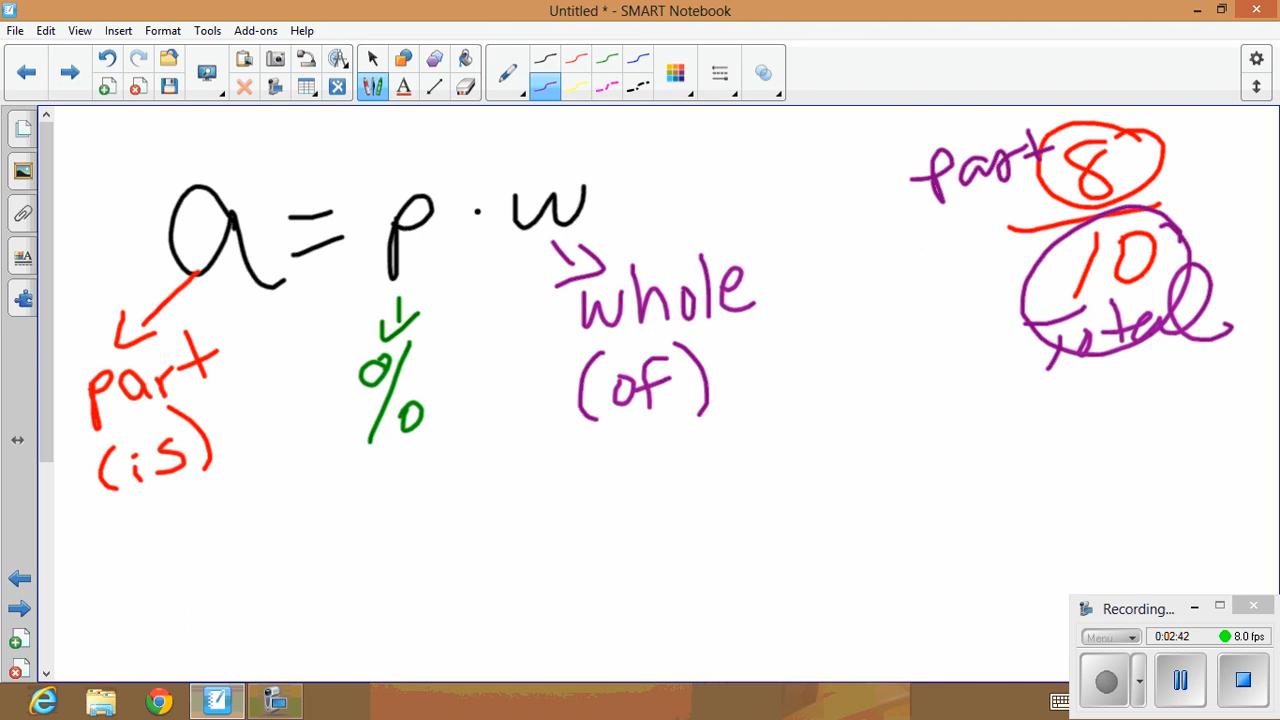 Untitled * - SMART Notebook
File Edit View Insert Format Tools Add-ons Help
a = p · w
part (is)
%
whole (of)
part 8
10
total
Recording...
Menu
0:02:42
8.0 fps